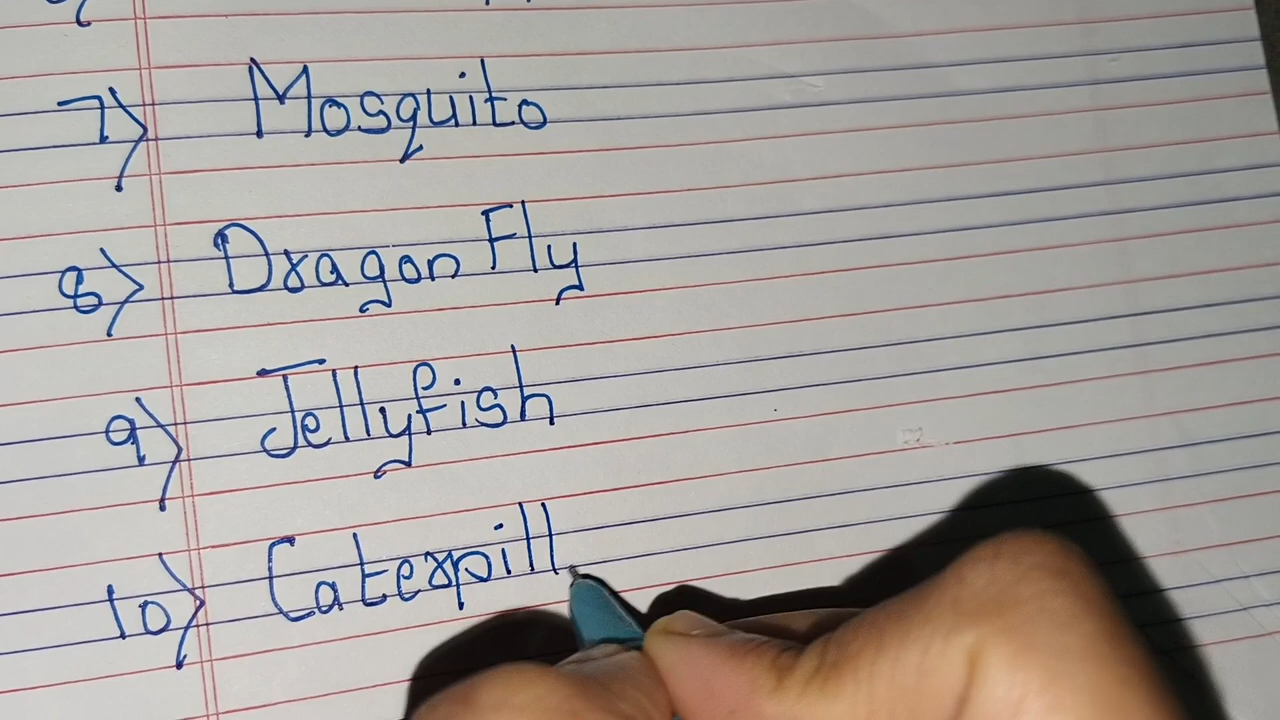 7) Mosquito
8) Dragon Fly
9) Jellyfish
10) Caterpill